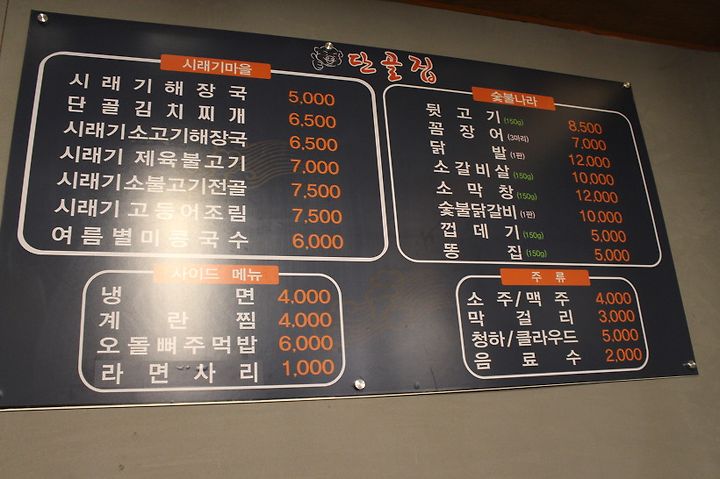 단골집
시래기마을
시래기해장국 5,000
단골김치찌개 6,500
시래기소고기해장국 6,500
시래기 제육불고기 7,000
시래기소불고기전골 7,500
시래기고등어조림 7,500
여름별미콩국수 6,000
숯불나라
뒷고기(150g) 8,500
꼼장어(3마리) 7,000
닭발(1판) 12,000
소갈비살(150g) 10,000
소막창(150g) 12,000
숯불닭갈비(1판) 10,000
껍데기(150g) 5,000
똥집(150g) 5,000
사이드 메뉴
냉면 4,000
계란찜 4,000
오돌뼈주먹밥 6,000
라면사리 1,000
주류
소주/맥주 4,000
막걸리 3,000
청하/클라우드 5,000
음료수 2,000